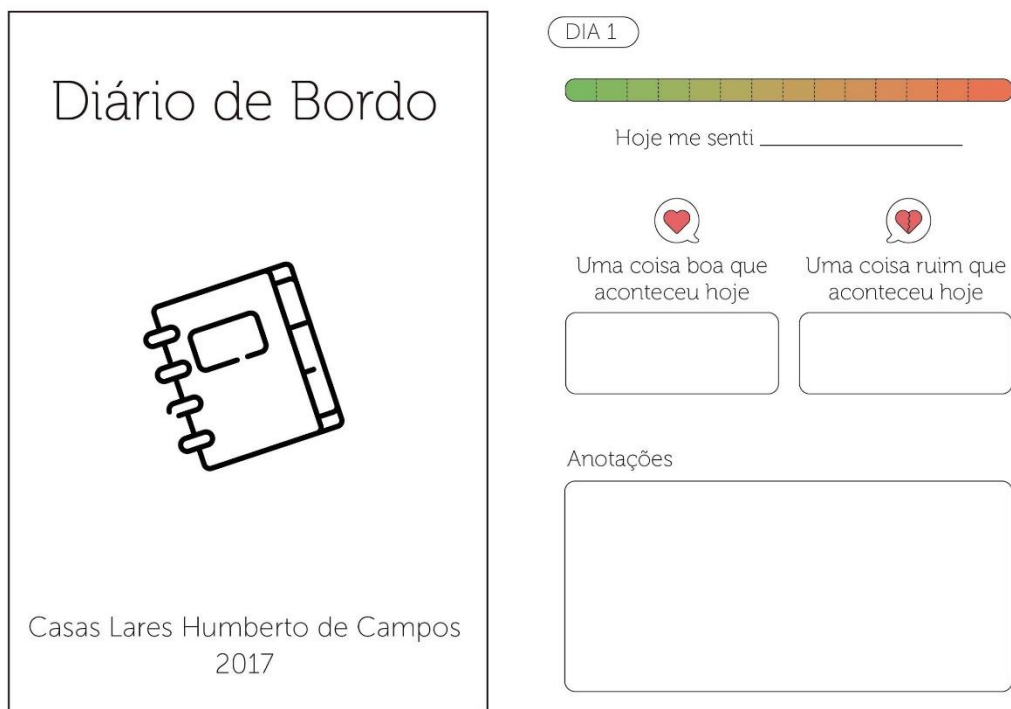 Diário de Bordo
Casas Lares Humberto de Campos
2017
DIA 1
Hoje me senti
Uma coisa boa que
aconteceu hoje
Uma coisa ruim que
aconteceu hoje
Anotações